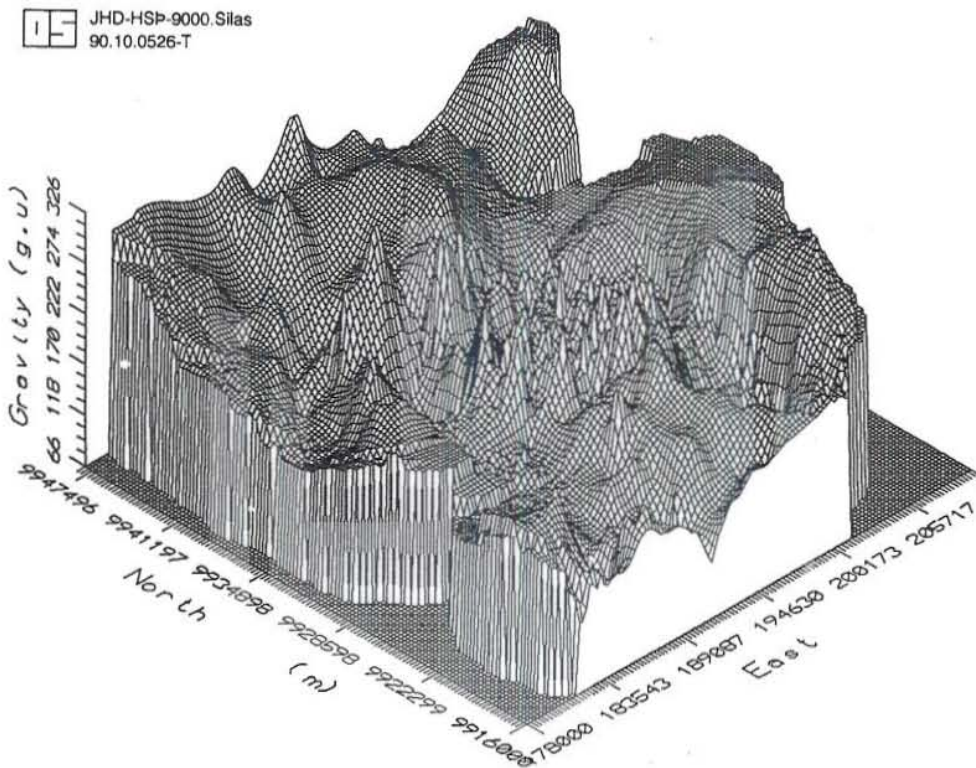 OS
JHD-HSÞ-9000.Silas
90.10.0526-T
Gravity (g.u)
66 118 170 222 274 326
9947496 9941197 9934898 9928598 9922299 9916000
North
(m)
178000 183543 189087 194630 200173 205717
East